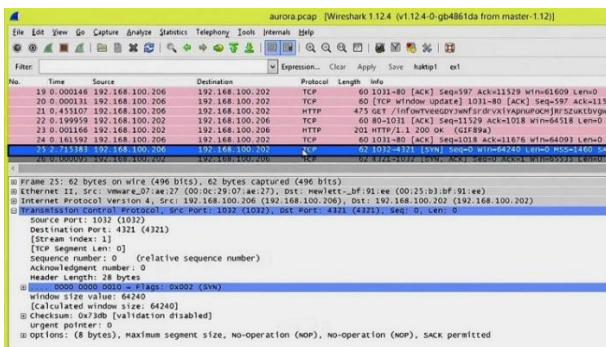 aurora.pcap [Wireshark 1.12.4 (v1.12.4-0-gb4861da from master-1.12)]
File Edit View Go Capture Analyze Statistics Telephony Tools Internals Help
Filter: Expression... Clear Apply Save haktip1 ex1
No. Time Source Destination Protocol Length Info
19 0.000146 192.168.100.206 192.168.100.202 TCP 60 1031→80 [ACK] Seq=597 Ack=11529 Win=61609 Len=0
20 0.000131 192.168.100.206 192.168.100.202 TCP 60 [TCP Window Update] 1031→80 [ACK] Seq=597
21 0.455107 192.168.100.206 192.168.100.202 HTTP 475 GET
22 0.199959 192.168.100.202 192.168.100.206 TCP 60 80→1031 [ACK] Seq=11529 Ack=1018 Win=64518 Len=0
23 0.001166 192.168.100.202 192.168.100.206 HTTP 201 HTTP/1.1 200 OK (GIF89a)
24 0.161592 192.168.100.206 192.168.100.202 TCP 60 1031→80 [ACK] Seq=1018 Ack=11676 Win=64093 Len=0
25 2.715383 192.168.100.206 192.168.100.202 TCP 62 1032→4321 [SYN] Seq=0 Win=64240 Len=0 MSS=1460
Frame 25: 62 bytes on wire (496 bits), 62 bytes captured (496 bits)
Ethernet II, Src: Vmware_07:ae:27 (00:0c:29:07:ae:27), Dst: Hewlett-_bf:91:ee (00:25:b3:bf:91:ee)
Internet Protocol Version 4, Src: 192.168.100.206 (192.168.100.206), Dst: 192.168.100.202 (192.168.100.202)
Transmission Control Protocol, Src Port: 1032 (1032), Dst Port: 4321 (4321), Seq: 0, Len: 0
Source Port: 1032 (1032)
Destination Port: 4321 (4321)
[Stream index: 1]
[TCP Segment Len: 0]
Sequence number: 0 (relative sequence number)
Acknowledgment number: 0
Header Length: 28 bytes
.... 0000 0000 0010 = Flags: 0x002 (SYN)
Window size value: 64240
[Calculated window size: 64240]
Checksum: 0x73db [validation disabled]
Urgent pointer: 0
Options: (8 bytes), Maximum segment size, No-Operation (NOP), No-Operation (NOP), SACK permitted